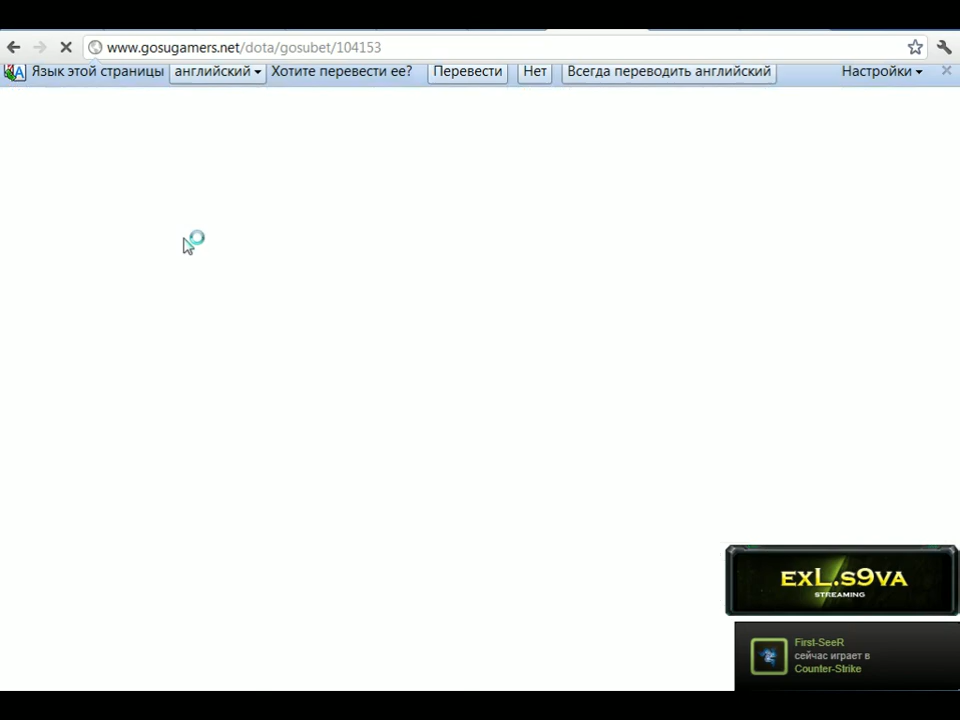 www.gosugamers.net/dota/gosubet/104153
Язык этой страницы английский Хотите перевести ее? Перевести Нет Всегда переводить английский Настройки
exL.s9VA
STREAMING
First-SeeR
сейчас играет в
Counter-Strike